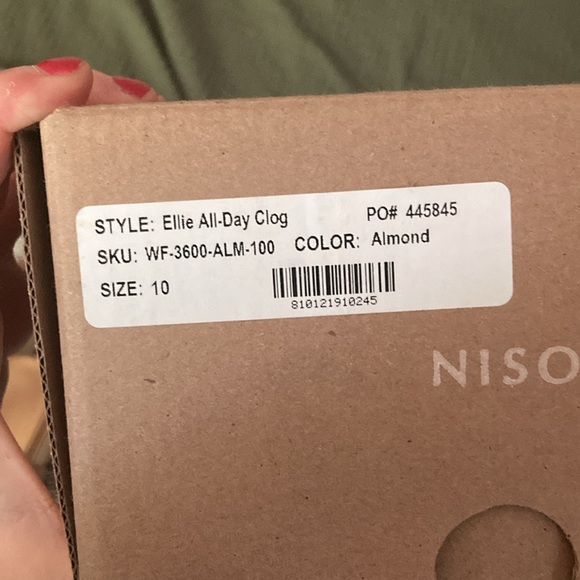 STYLE: Ellie All-Day Clog PO# 445845
SKU: WF-3600-ALM-100 COLOR: Almond
SIZE: 10
810121910245
NISO